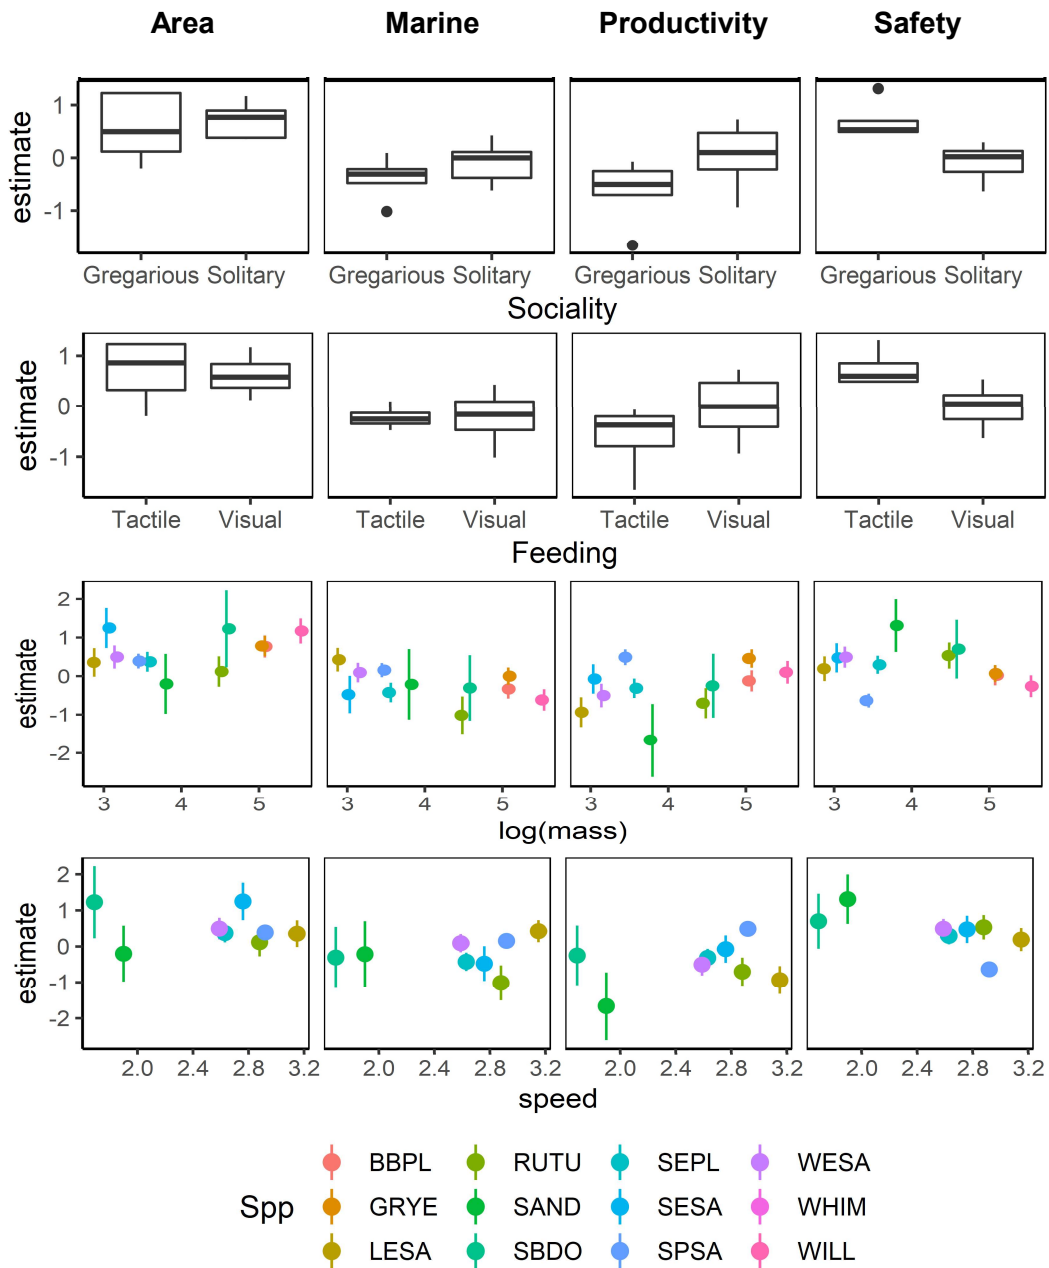 Area Marine Productivity Safety
estimate
1
0
-1
Gregarious Solitary Gregarious Solitary Gregarious Solitary Gregarious Solitary
Sociality
estimate
1
0
-1
Tactile Visual Tactile Visual Tactile Visual Tactile Visual
Feeding
estimate
2
1
0
-1
-2
3 4 5 3 4 5 3 4 5 3 4 5
log(mass)
estimate
2
1
0
-1
-2
2.0 2.4 2.8 3.2 2.0 2.4 2.8 3.2 2.0 2.4 2.8 3.2 2.0 2.4 2.8 3.2
speed
Spp
BBPL RUTU SEPL WESA
GRYE SAND SESA WHIM
LESA SBDO SPSA WILL